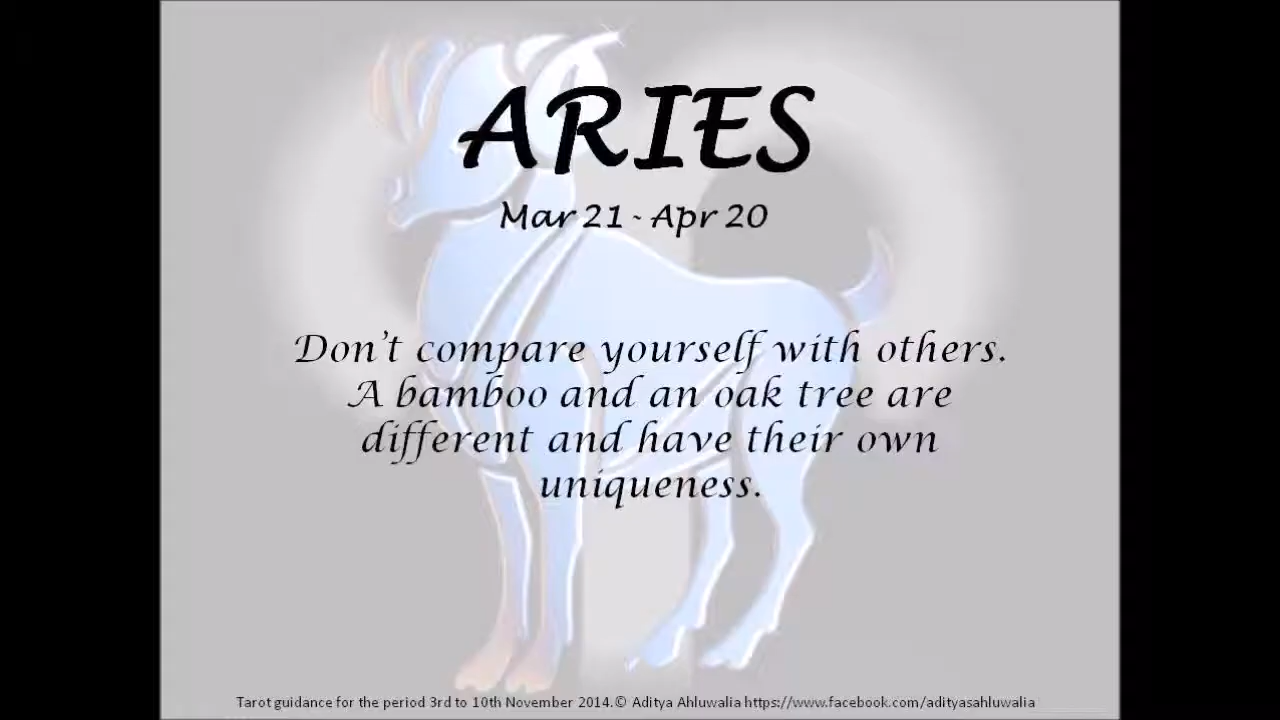 ARIES
Mar 21 - Apr 20
Don't compare yourself with others.
A bamboo and an oak tree are
different and have their own
uniqueness.
Tarot guidance for the period 3rd to 10th November 2014.© Aditya Ahluwalia https://www.facebook.com/adityasahluwalia